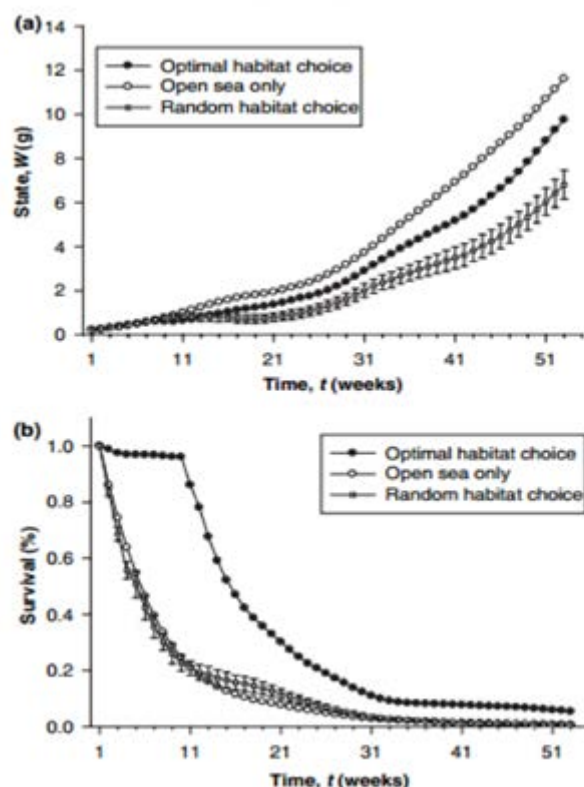 (a)
14
12
10
8
6
4
2
0
State, W(g)
Optimal habitat choice
Open sea only
Random habitat choice
1 11 21 31 41 51
Time, t (weeks)
(b)
1.0
0.8
0.6
0.4
0.2
0.0
Survival (%)
Optimal habitat choice
Open sea only
Random habitat choice
1 11 21 31 41 51
Time, t (weeks)